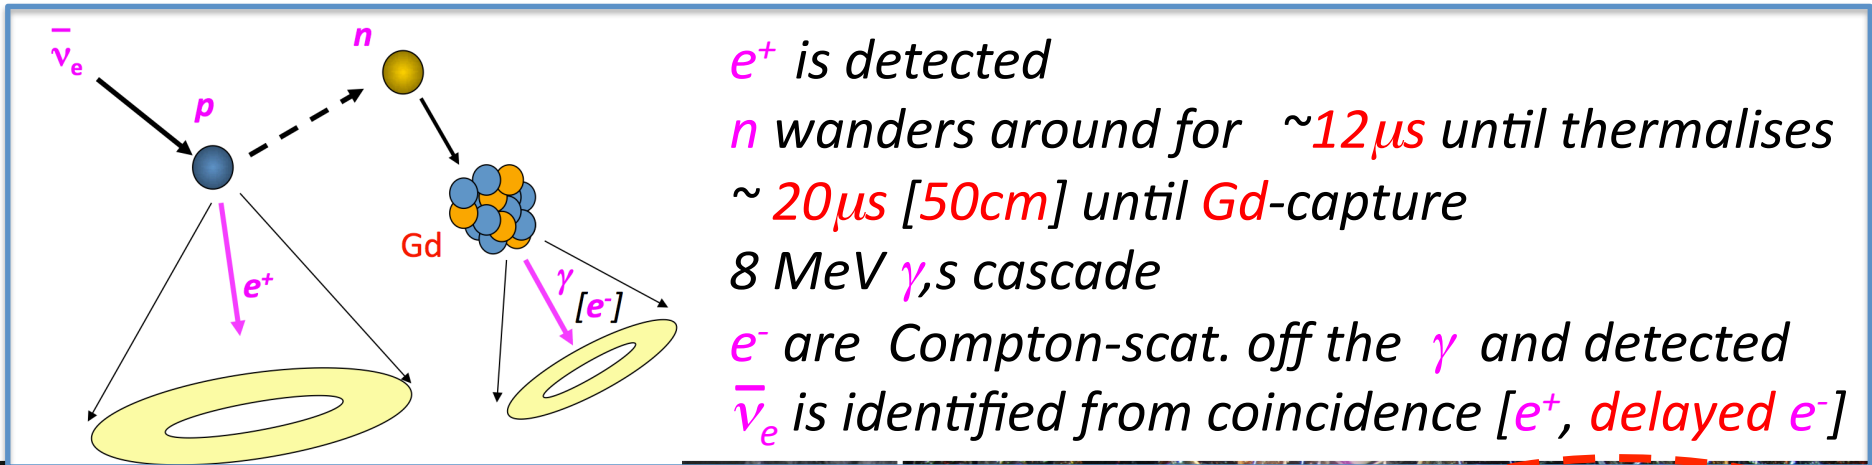 ν̄ₑ
n
p
e⁺
Gd
γ
[e⁻]
e⁺ is detected
n wanders around for ~12μs until thermalises
~ 20μs [50cm] until Gd-capture
8 MeV γ,s cascade
e⁻ are Compton-scat. off the γ and detected
ν̄ₑ is identified from coincidence [e⁺, delayed e⁻]